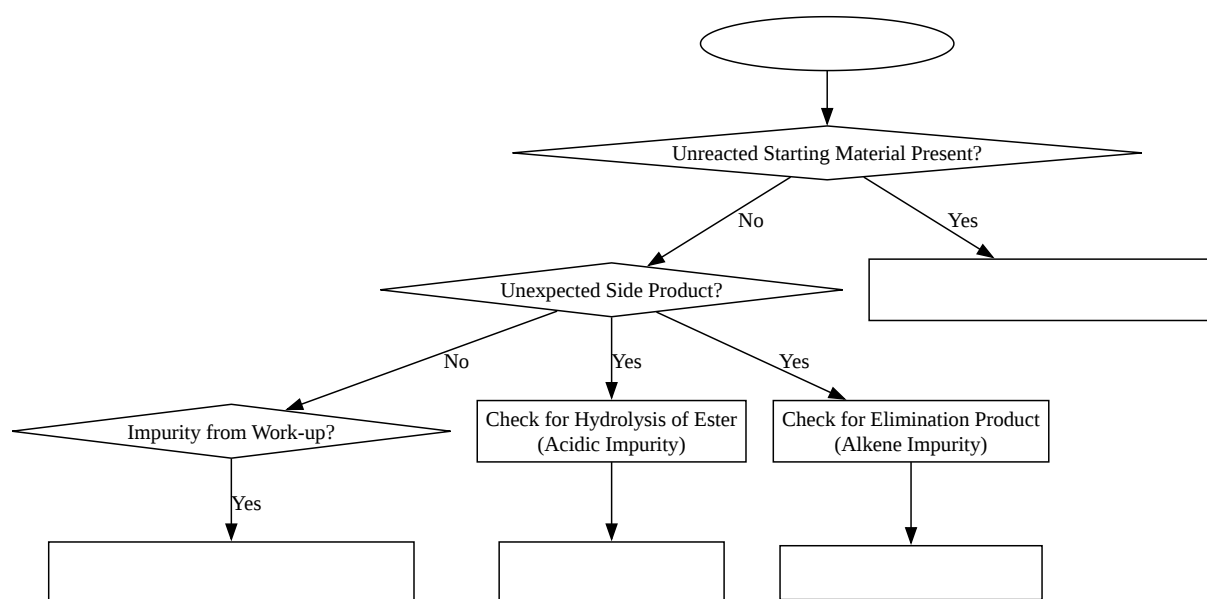 Unreacted Starting Material Present?
No
Yes
Unexpected Side Product?
No
Yes
Yes
Impurity from Work-up?
Check for Hydrolysis of Ester
(Acidic Impurity)
Check for Elimination Product
(Alkene Impurity)
Yes